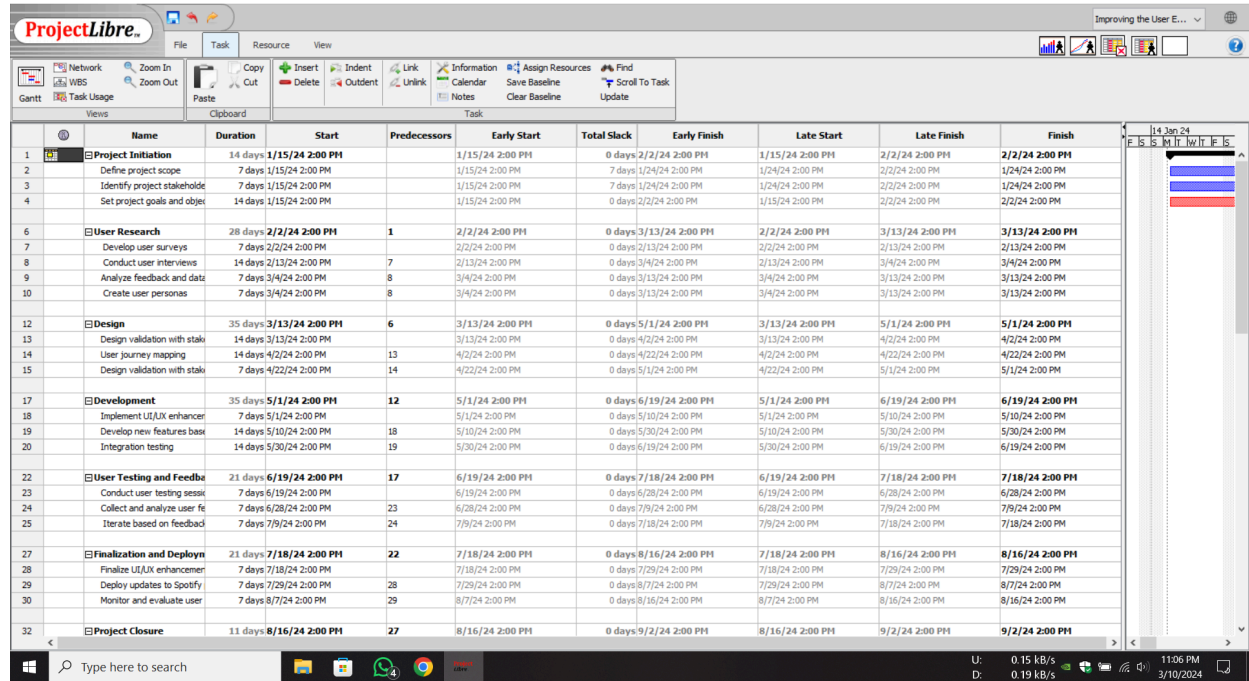 ProjectLibre™
Improving the User E...
File Task Resource View
Network Zoom In Copy Insert Indent Link Information Assign Resources Find
WBS Zoom Out Cut Delete Outdent Unlink Calendar Save Baseline Scroll To Task
Gantt Task Usage Paste Notes Clear Baseline Update
Views Clipboard Task
Name Duration Start Predecessors Early Start Total Slack Early Finish Late Start Late Finish Finish 14 Jan 24
F S S M T W T F S
1 Project Initiation 14 days 1/15/24 2:00 PM 1/15/24 2:00 PM 0 days 2/2/24 2:00 PM 1/15/24 2:00 PM 2/2/24 2:00 PM 2/2/24 2:00 PM
2 Define project scope 7 days 1/15/24 2:00 PM 1/15/24 2:00 PM 7 days 1/24/24 2:00 PM 1/24/24 2:00 PM 2/2/24 2:00 PM 1/24/24 2:00 PM
3 Identify project stakeholde 7 days 1/15/24 2:00 PM 1/15/24 2:00 PM 7 days 1/24/24 2:00 PM 1/24/24 2:00 PM 2/2/24 2:00 PM 1/24/24 2:00 PM
4 Set project goals and objec 14 days 1/15/24 2:00 PM 1/15/24 2:00 PM 0 days 2/2/24 2:00 PM 1/15/24 2:00 PM 2/2/24 2:00 PM 2/2/24 2:00 PM
6 User Research 28 days 2/2/24 2:00 PM 1 2/2/24 2:00 PM 0 days 3/13/24 2:00 PM 2/2/24 2:00 PM 3/13/24 2:00 PM 3/13/24 2:00 PM
7 Develop user surveys 7 days 2/2/24 2:00 PM 2/2/24 2:00 PM 0 days 2/13/24 2:00 PM 2/2/24 2:00 PM 2/13/24 2:00 PM 2/13/24 2:00 PM
8 Conduct user interviews 14 days 2/13/24 2:00 PM 7 2/13/24 2:00 PM 0 days 3/4/24 2:00 PM 2/13/24 2:00 PM 3/4/24 2:00 PM 3/4/24 2:00 PM
9 Analyze feedback and data 7 days 3/4/24 2:00 PM 8 3/4/24 2:00 PM 0 days 3/13/24 2:00 PM 3/4/24 2:00 PM 3/13/24 2:00 PM 3/13/24 2:00 PM
10 Create user personas 7 days 3/4/24 2:00 PM 8 3/4/24 2:00 PM 0 days 3/13/24 2:00 PM 3/4/24 2:00 PM 3/13/24 2:00 PM 3/13/24 2:00 PM
12 Design 35 days 3/13/24 2:00 PM 6 3/13/24 2:00 PM 0 days 5/1/24 2:00 PM 3/13/24 2:00 PM 5/1/24 2:00 PM 5/1/24 2:00 PM
13 Design validation with stak 14 days 3/13/24 2:00 PM 3/13/24 2:00 PM 0 days 4/2/24 2:00 PM 3/13/24 2:00 PM 4/2/24 2:00 PM 4/2/24 2:00 PM
14 User journey mapping 14 days 4/2/24 2:00 PM 13 4/2/24 2:00 PM 0 days 4/22/24 2:00 PM 4/2/24 2:00 PM 4/22/24 2:00 PM 4/22/24 2:00 PM
15 Design validation with stak 7 days 4/22/24 2:00 PM 14 4/22/24 2:00 PM 0 days 5/1/24 2:00 PM 4/22/24 2:00 PM 5/1/24 2:00 PM 5/1/24 2:00 PM
17 Development 35 days 5/1/24 2:00 PM 12 5/1/24 2:00 PM 0 days 6/19/24 2:00 PM 5/1/24 2:00 PM 6/19/24 2:00 PM 6/19/24 2:00 PM
18 Implement UI/UX enhancer 7 days 5/1/24 2:00 PM 5/1/24 2:00 PM 0 days 5/10/24 2:00 PM 5/1/24 2:00 PM 5/10/24 2:00 PM 5/10/24 2:00 PM
19 Develop new features base 14 days 5/10/24 2:00 PM 18 5/10/24 2:00 PM 0 days 5/30/24 2:00 PM 5/10/24 2:00 PM 5/30/24 2:00 PM 5/30/24 2:00 PM
20 Integration testing 14 days 5/30/24 2:00 PM 19 5/30/24 2:00 PM 0 days 6/19/24 2:00 PM 5/30/24 2:00 PM 6/19/24 2:00 PM 6/19/24 2:00 PM
22 User Testing and Feedba 21 days 6/19/24 2:00 PM 17 6/19/24 2:00 PM 0 days 7/18/24 2:00 PM 6/19/24 2:00 PM 7/18/24 2:00 PM 7/18/24 2:00 PM
23 Conduct user testing sessio 7 days 6/19/24 2:00 PM 6/19/24 2:00 PM 0 days 6/28/24 2:00 PM 6/19/24 2:00 PM 6/28/24 2:00 PM 6/28/24 2:00 PM
24 Collect and analyze user fe 7 days 6/28/24 2:00 PM 23 6/28/24 2:00 PM 0 days 7/9/24 2:00 PM 6/28/24 2:00 PM 7/9/24 2:00 PM 7/9/24 2:00 PM
25 Iterate based on feedback 7 days 7/9/24 2:00 PM 24 7/9/24 2:00 PM 0 days 7/18/24 2:00 PM 7/9/24 2:00 PM 7/18/24 2:00 PM 7/18/24 2:00 PM
27 Finalization and Deployn 21 days 7/18/24 2:00 PM 22 7/18/24 2:00 PM 0 days 8/16/24 2:00 PM 7/18/24 2:00 PM 8/16/24 2:00 PM 8/16/24 2:00 PM
28 Finalize UI/UX enhancemen 7 days 7/18/24 2:00 PM 7/18/24 2:00 PM 0 days 7/29/24 2:00 PM 7/18/24 2:00 PM 7/29/24 2:00 PM 7/29/24 2:00 PM
29 Deploy updates to Spotify 7 days 7/29/24 2:00 PM 28 7/29/24 2:00 PM 0 days 8/7/24 2:00 PM 7/29/24 2:00 PM 8/7/24 2:00 PM 8/7/24 2:00 PM
30 Monitor and evaluate user 7 days 8/7/24 2:00 PM 29 8/7/24 2:00 PM 0 days 8/16/24 2:00 PM 8/7/24 2:00 PM 8/16/24 2:00 PM 8/16/24 2:00 PM
32 Project Closure 11 days 8/16/24 2:00 PM 27 8/16/24 2:00 PM 0 days 9/2/24 2:00 PM 8/16/24 2:00 PM 9/2/24 2:00 PM 9/2/24 2:00 PM
Type here to search 4 U: 0.15 kB/s 11:06 PM
D: 0.19 kB/s 3/10/2024